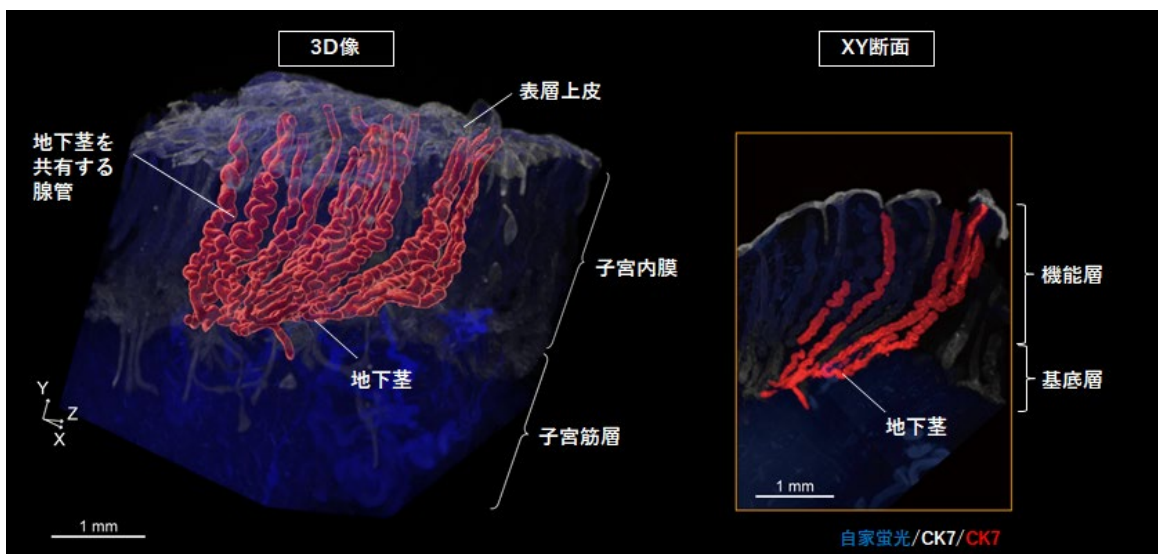 3D像
XY断面
表層上皮
地下茎を
共有する
腺管
子宮内膜
地下茎
子宮筋層
Y
Z
X
1 mm
機能層
基底層
地下茎
1 mm
自家蛍光/CK7/CK7